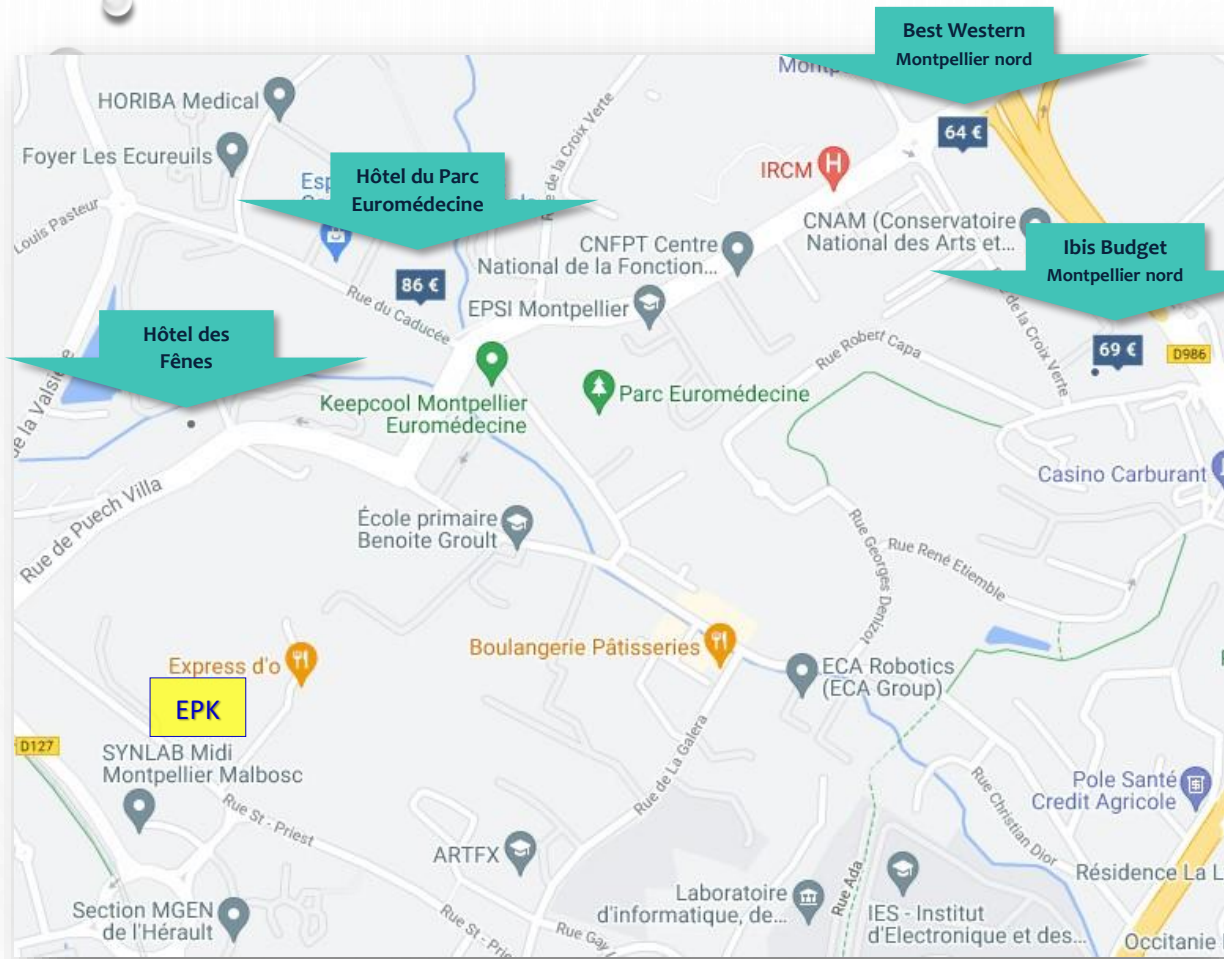 Best Western
Montpellier nord
HORIBA Medical
64 €
Foyer Les Ecureuils
Rue de la Croix Verte
IRCM
Hôtel du Parc
Euromédecine
Louis Pasteur
CNAM (Conservatoire
National des Arts et...
CNFPT Centre
National de la Fonction...
Ibis Budget
Montpellier nord
86 €
Rue du Caducée
EPSI Montpellier
de la Croix Verte
Hôtel des
Fênes
Rue Robert Capa
69 €
D986
Parc Euromédecine
Keepcool Montpellier
Euromédecine
Casino Carburant
Rue de Puech Villa
École primaire
Benoite Groult
Rue Georges Denizot
Rue René Etiemble
Boulangerie Pâtisseries
Express d'o
ECA Robotics
(ECA Group)
EPK
D127
SYNLAB Midi
Montpellier Malbosc
Rue de La Galera
Rue Christian Dior
Pole Santé
Credit Agricole
Rue St - Priest
ARTFX
Résidence La L
Laboratoire
d'informatique, de...
Rue Ada
IES - Institut
d'Electronique et des...
Section MGEN
de l'Hérault
Rue St - Prie
Rue Gay
Occitanie